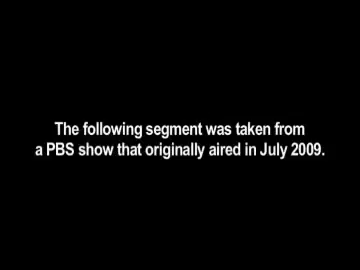 The following segment was taken from
a PBS show that originally aired in July 2009.